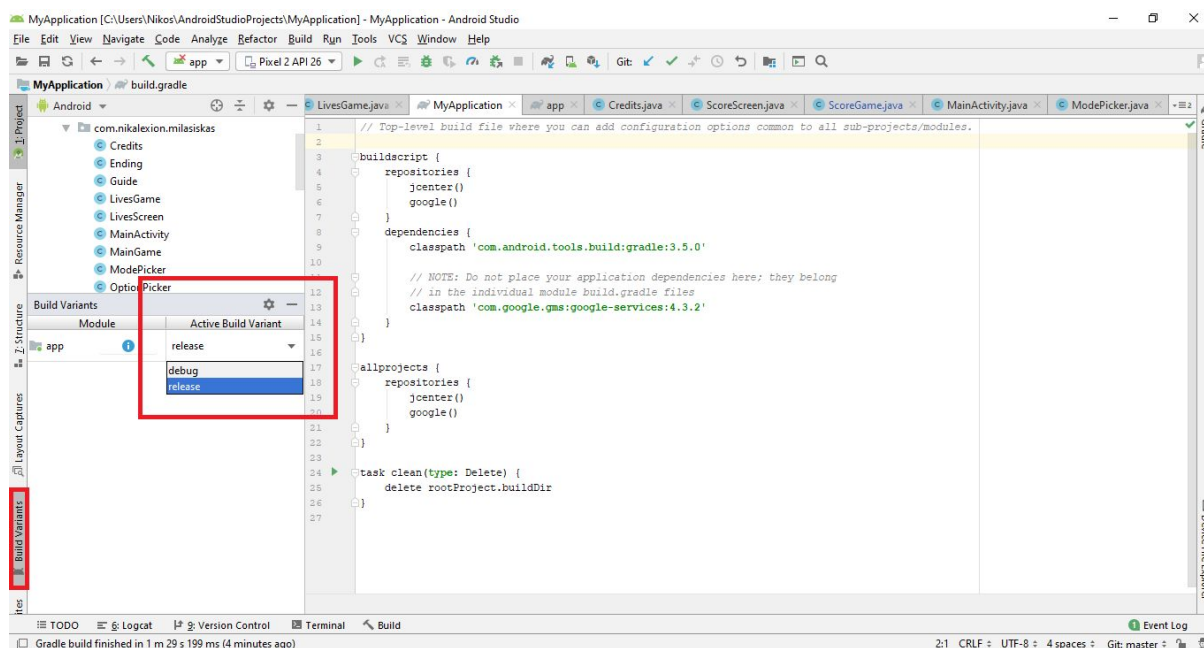 MyApplication [C:\Users\Nikos\AndroidStudioProjects\MyApplication] - MyApplication - Android Studio
File Edit View Navigate Code Analyze Refactor Build Run Tools VCS Window Help
app Pixel 2 API 26 Git:
MyApplication build.gradle
Android LivesGame.java MyApplication app Credits.java ScoreScreen.java ScoreGame.java MainActivity.java ModePicker.java
1: Project
Resource Manager
Z: Structure
Layout Captures
Build Variants
com.nikalexion.milasiskas
Credits
Ending
Guide
LivesGame
LivesScreen
MainActivity
MainGame
ModePicker
OptionPicker
Build Variants
Module Active Build Variant
app release
debug
release
1 // Top-level build file where you can add configuration options common to all sub-projects/modules.
2
3 buildscript {
4 repositories {
5 jcenter()
6 google()
7 }
8 dependencies {
9 classpath 'com.android.tools.build:gradle:3.5.0'
10
// NOTE: Do not place your application dependencies here; they belong
12 // in the individual module build.gradle files
13 classpath 'com.google.gms:google-services:4.3.2'
14 }
15 }
16
17 allprojects {
18 repositories {
19 jcenter()
20 google()
21 }
22 }
23
24 task clean(type: Delete) {
25 delete rootProject.buildDir
26 }
27
TODO 6: Logcat 9: Version Control Terminal Build Event Log
Gradle build finished in 1 m 29 s 199 ms (4 minutes ago) 2:1 CRLF UTF-8 4 spaces Git: master